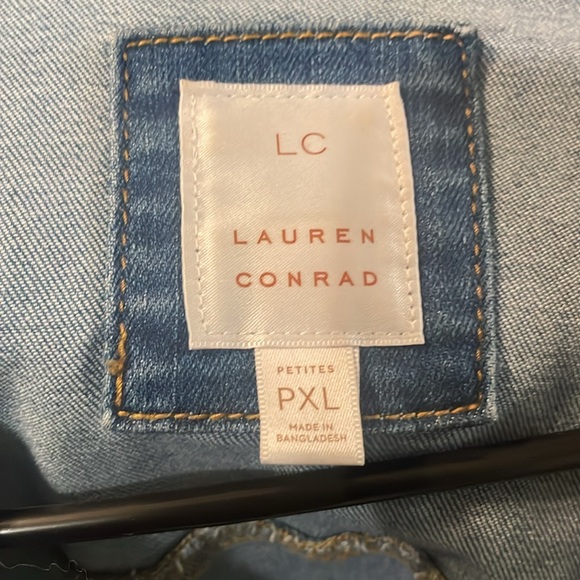 LC
LAUREN
CONRAD
PETITES
PXL
MADE IN
BANGLADESH